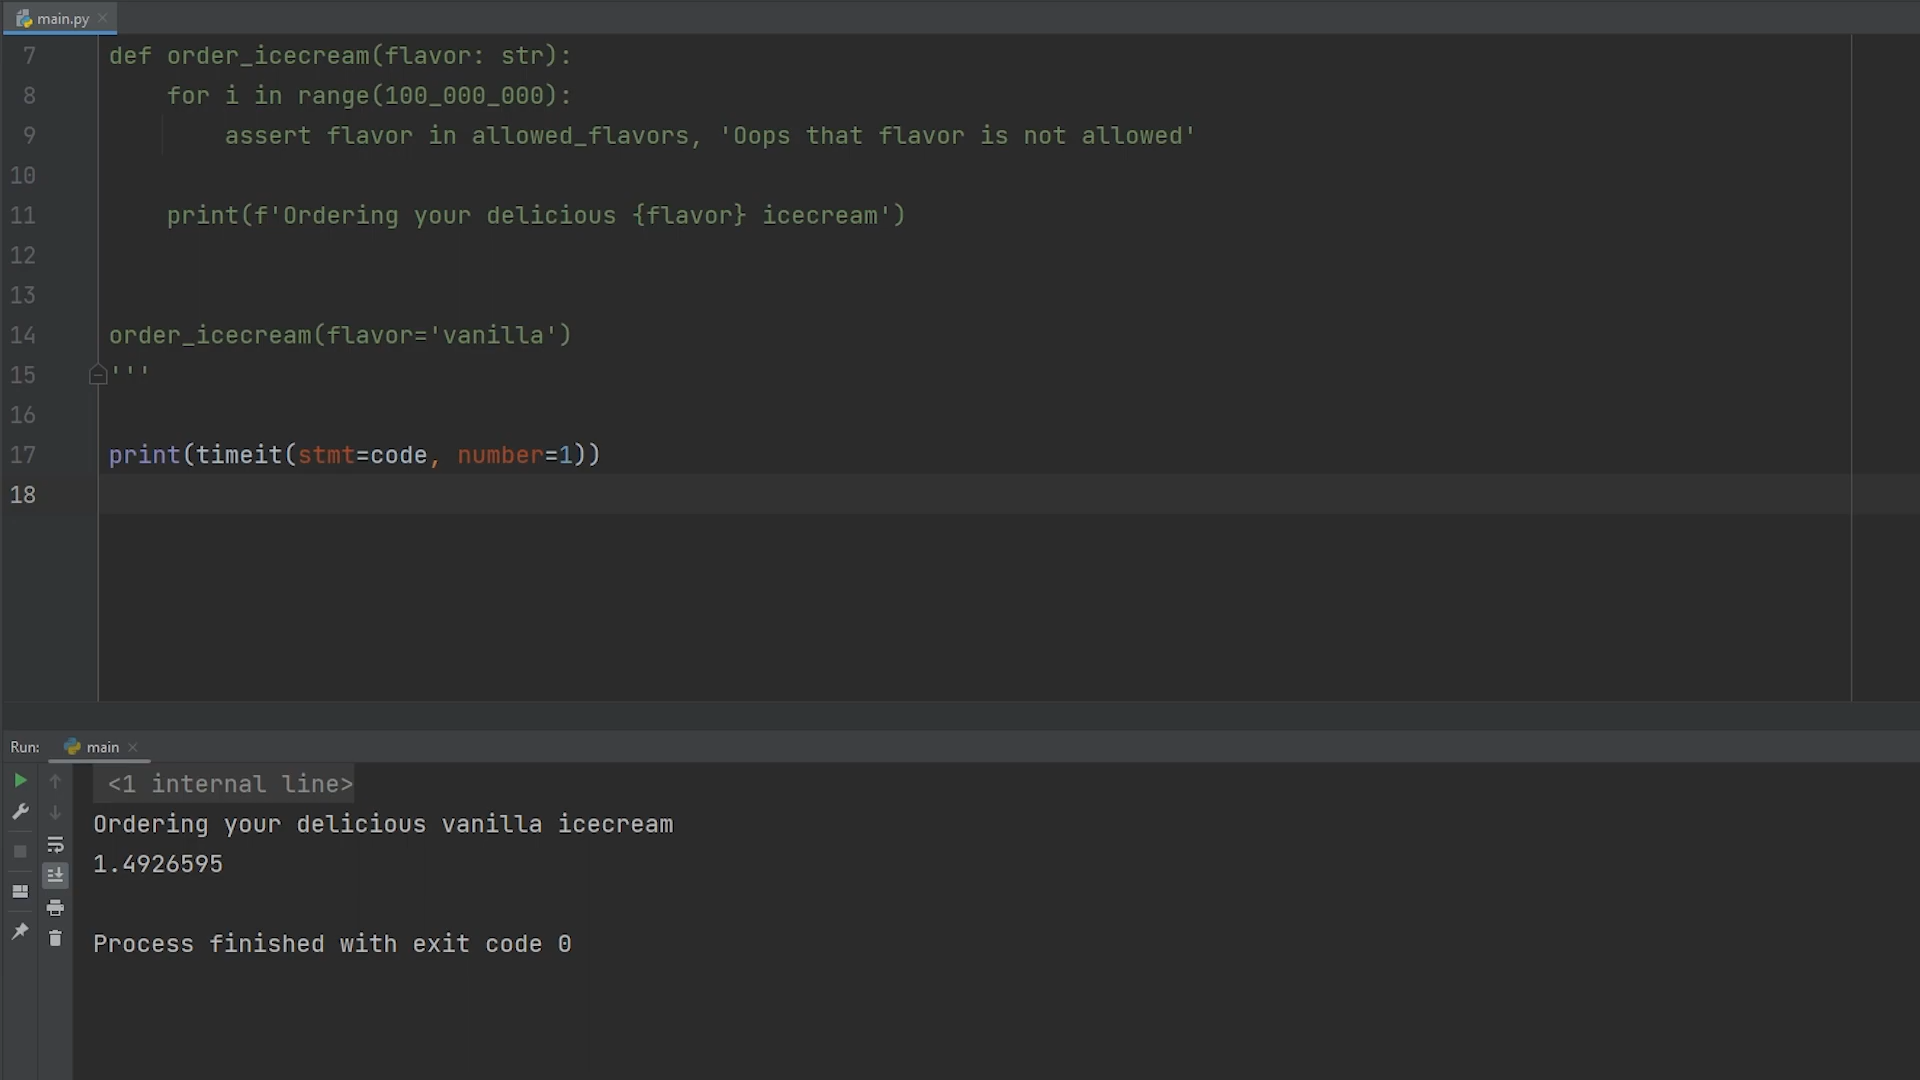 main.py
7 def order_icecream(flavor: str):
8 for i in range(100_000_000):
9 assert flavor in allowed_flavors, 'Oops that flavor is not allowed'
10
11 print(f'Ordering your delicious {flavor} icecream')
12
13
14 order_icecream(flavor='vanilla')
15 '''
16
17 print(timeit(stmt=code, number=1))
18
Run: main
<1 internal line>
Ordering your delicious vanilla icecream
1.4926595
Process finished with exit code 0